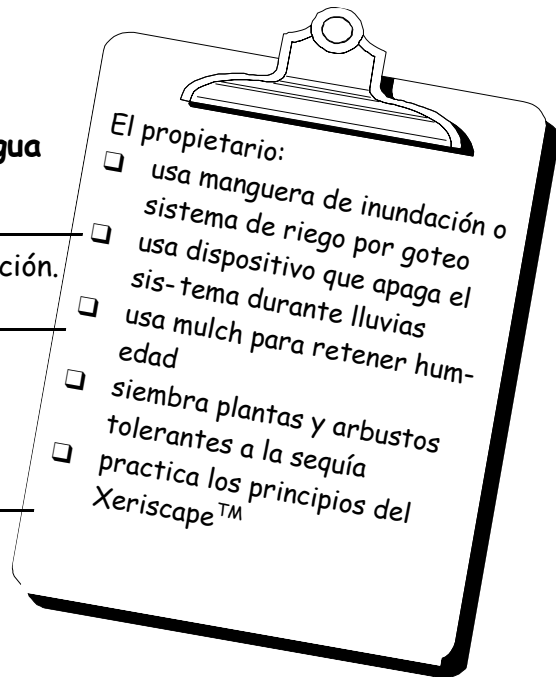 gua
ción.
El propietario:
❏ usa manguera de inundación o
sistema de riego por goteo
❏ usa dispositivo que apaga el
sis-tema durante lluvias
❏ usa mulch para retener hum-
edad
❏ siembra plantas y arbustos
tolerantes a la sequía
❏ practica los principios del
Xeriscape™